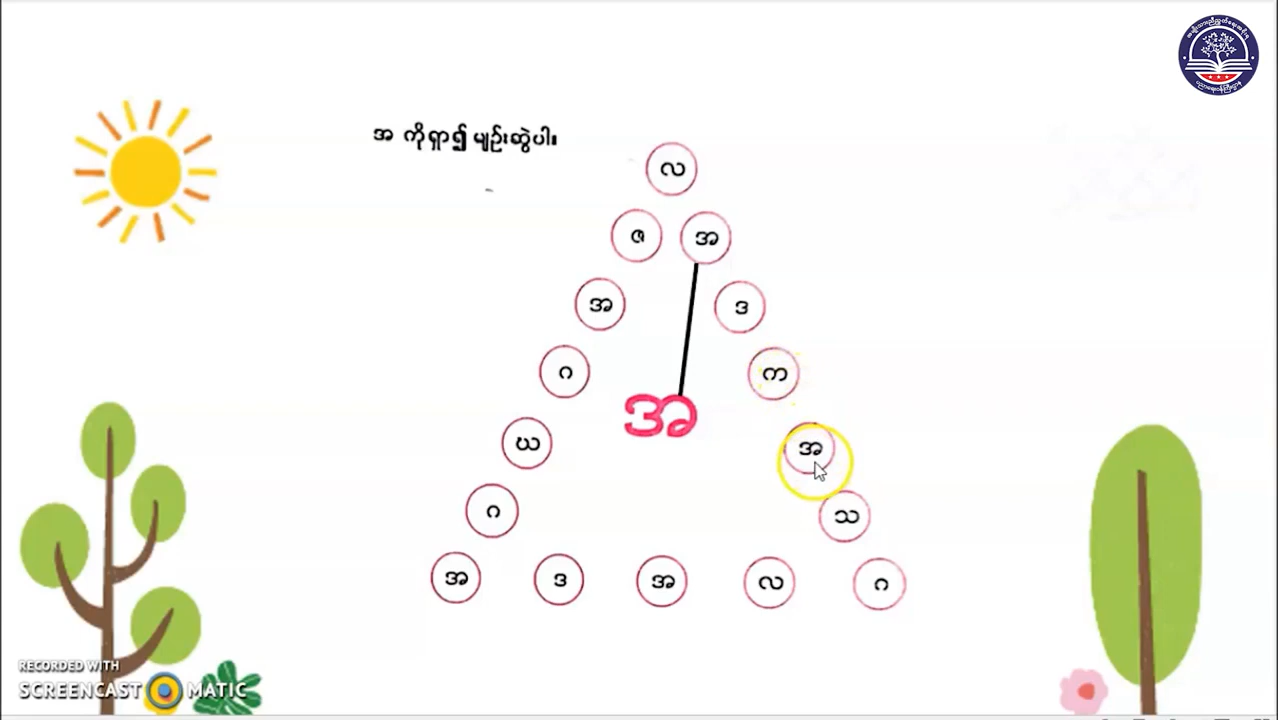 အ ကိုရှာ၍ မျဉ်းဆွဲပါ။
လ
ဇ အ
အ ဒ
ဂ က
အ
ဃ အ
ဂ သ
အ ဒ အ လ ဂ
RECORDED WITH
SCREENCAST MATIC